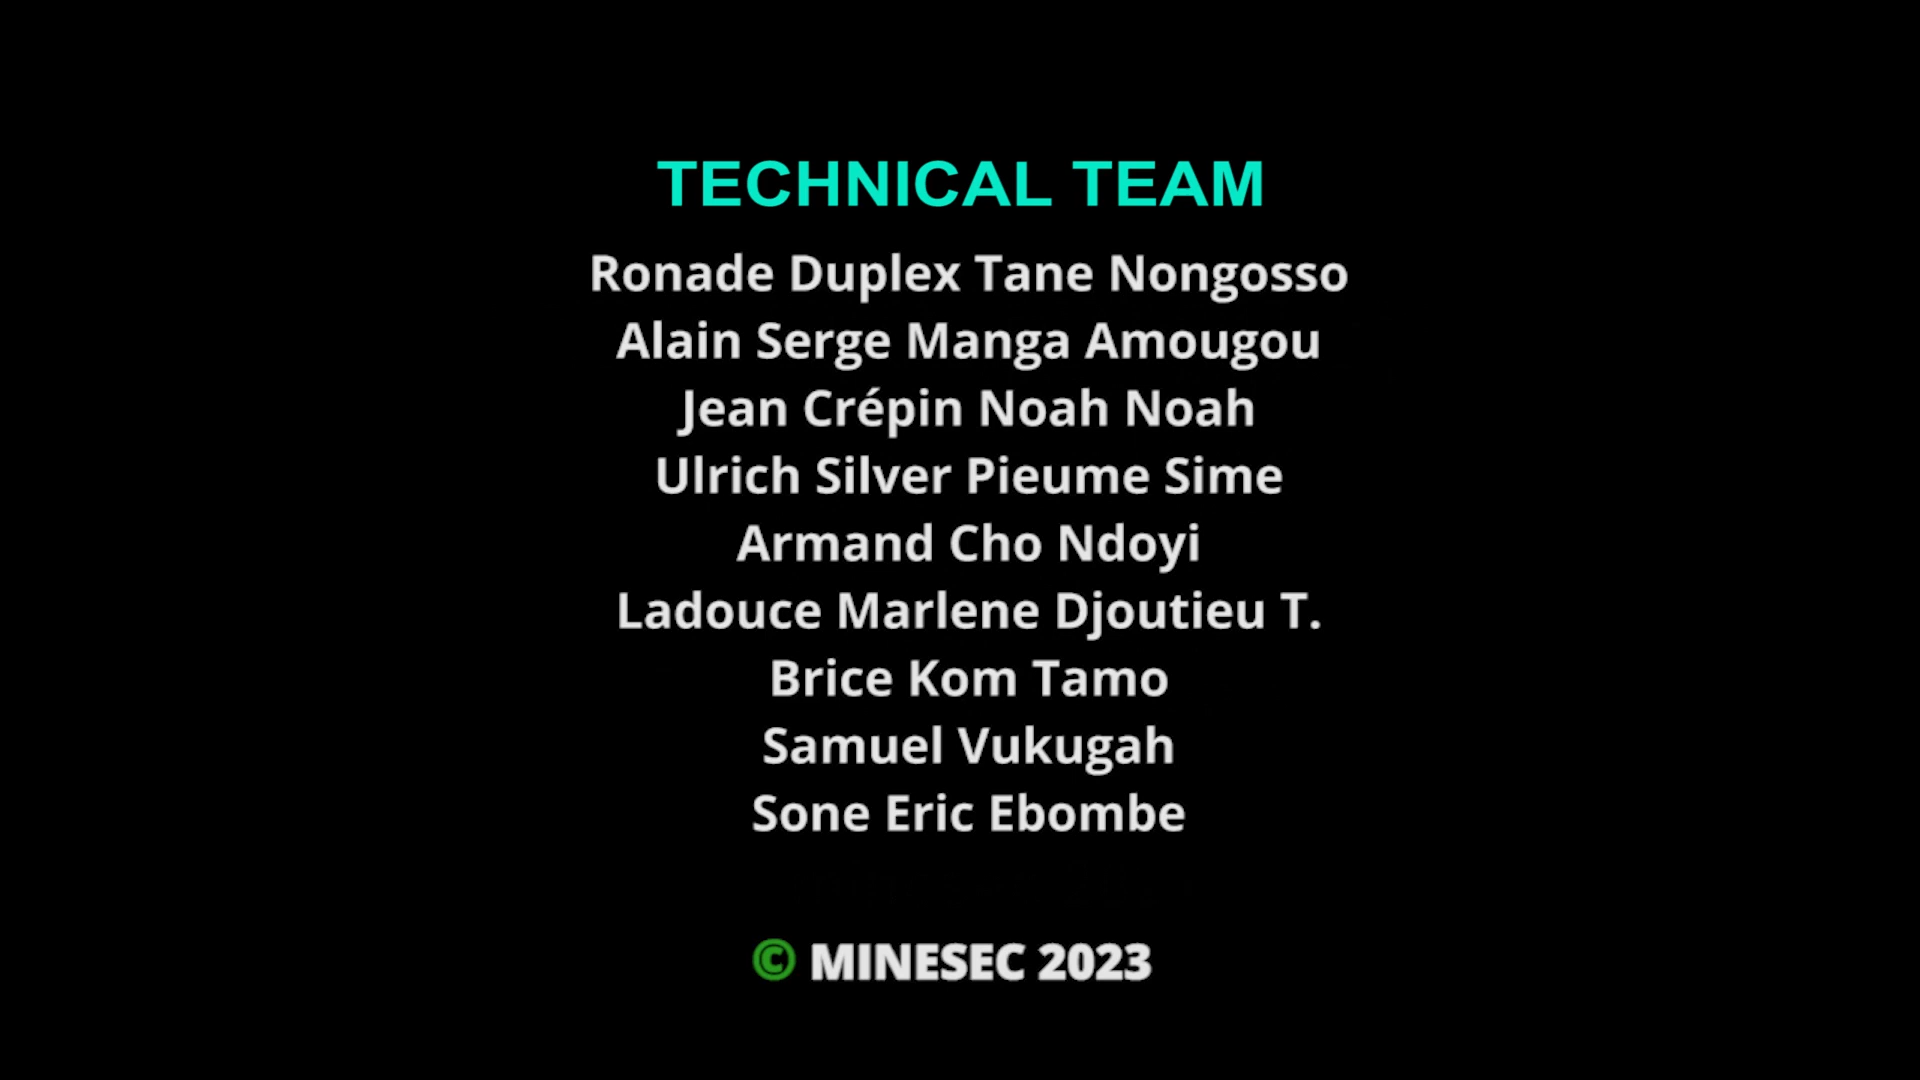 TECHNICAL TEAM
Ronade Duplex Tane Nongosso
Alain Serge Manga Amougou
Jean Crépin Noah Noah
Ulrich Silver Pieume Sime
Armand Cho Ndoyi
Ladouce Marlene Djoutieu T.
Brice Kom Tamo
Samuel Vukugah
Sone Eric Ebombe
© MINESEC 2023